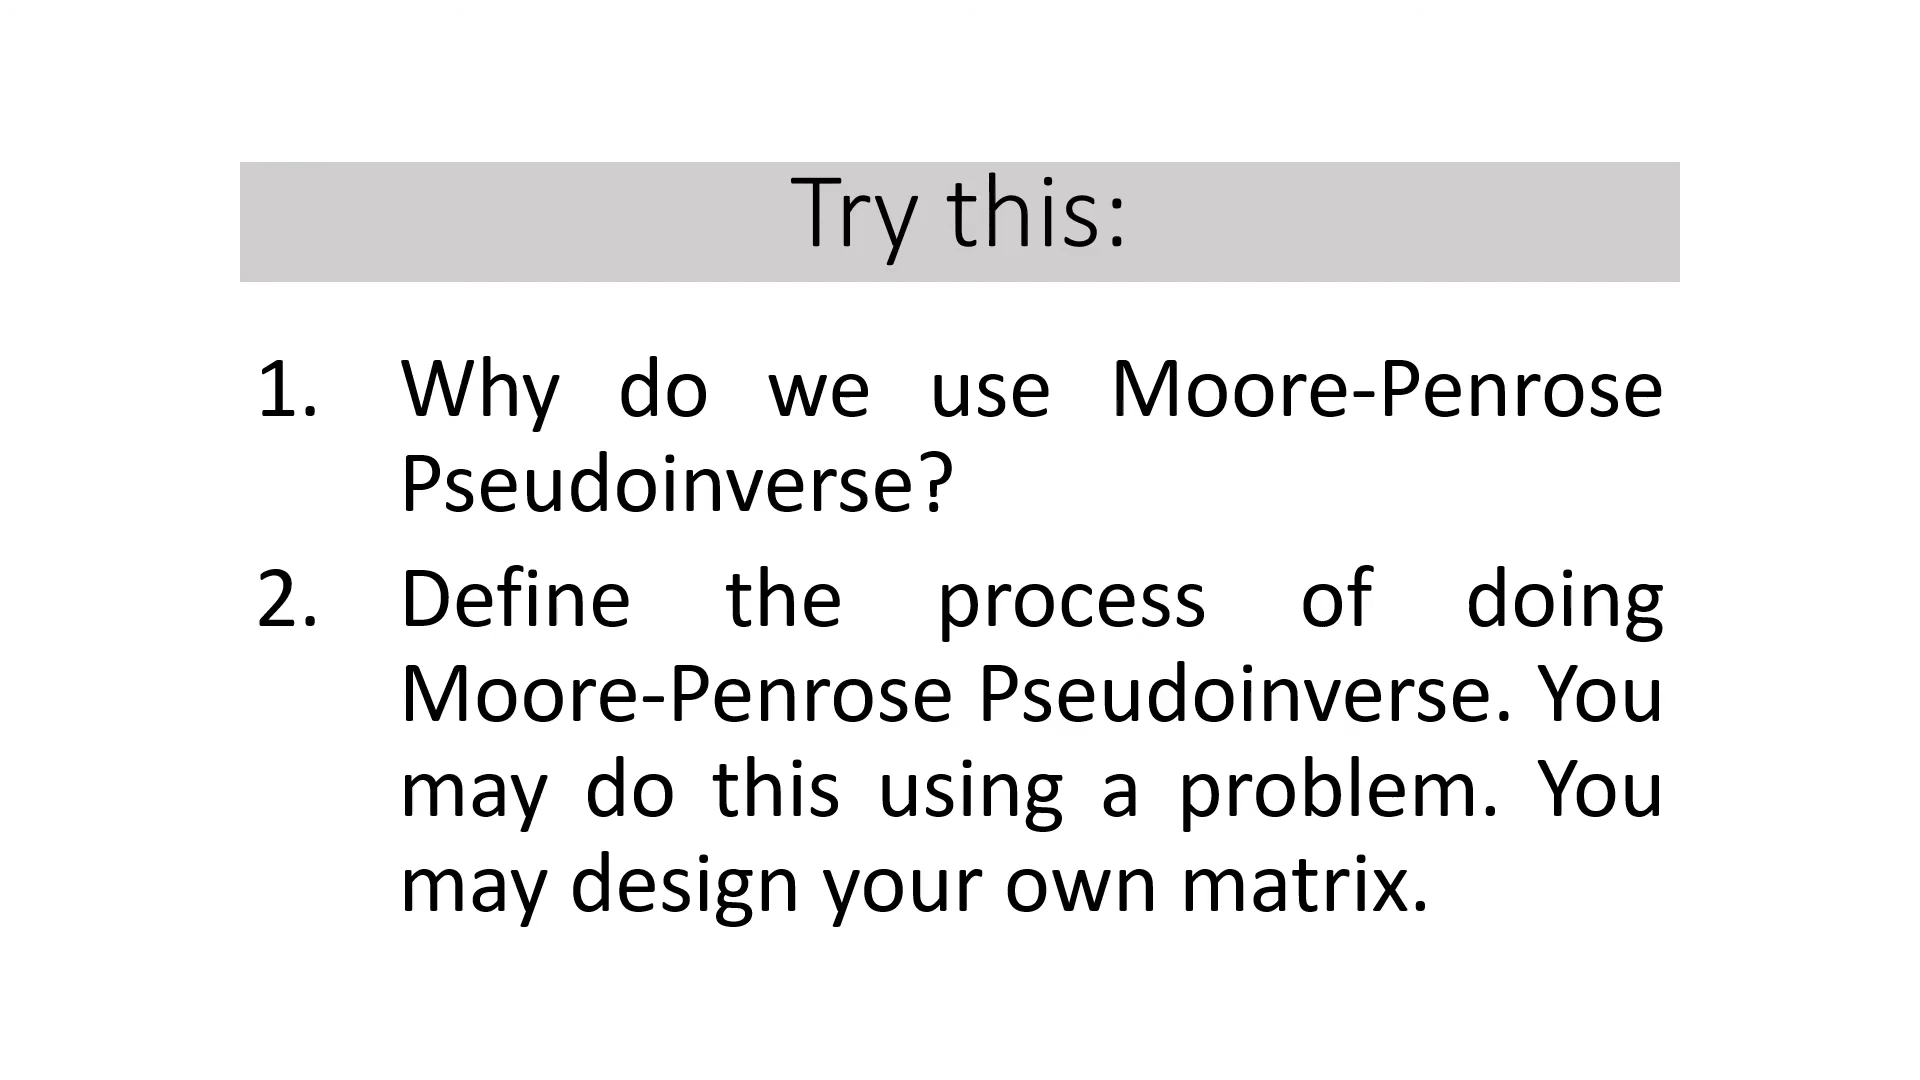 Try this:
1. Why do we use Moore-Penrose
Pseudoinverse?
2. Define the process of doing
Moore-Penrose Pseudoinverse. You
may do this using a problem. You
may design your own matrix.